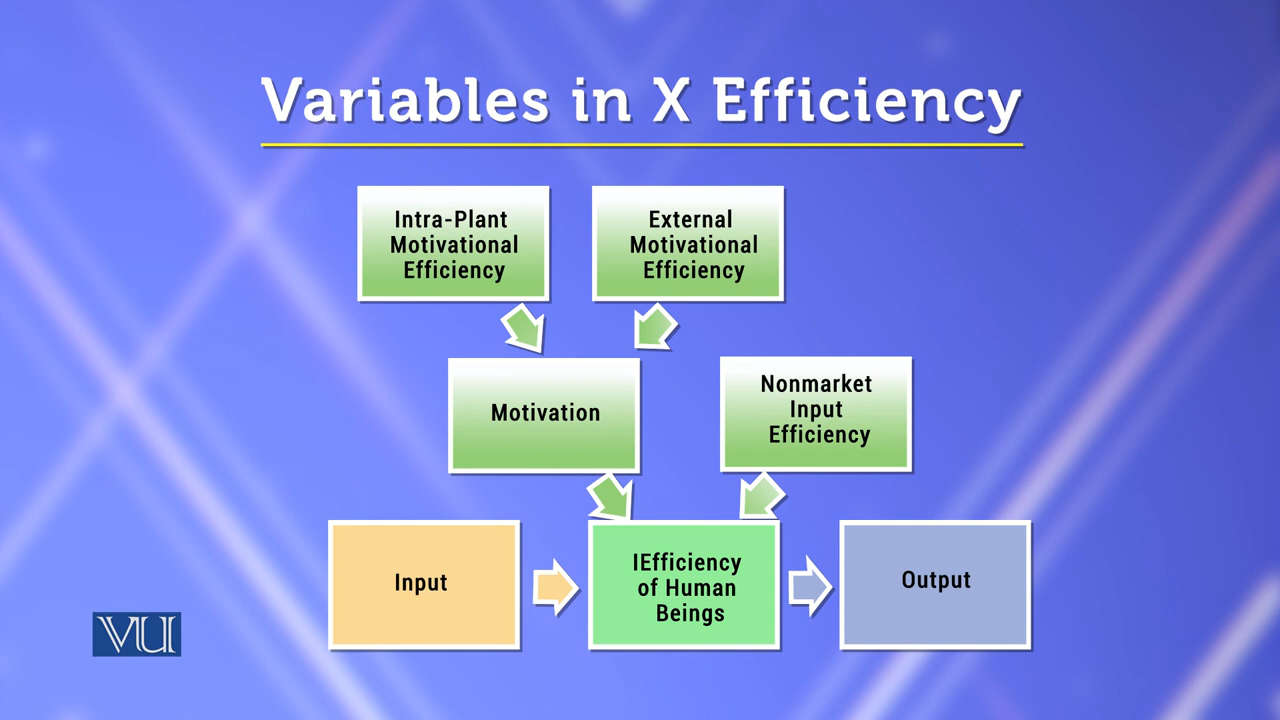 Variables in X Efficiency
Intra-Plant
Motivational
Efficiency
External
Motivational
Efficiency
Motivation
Nonmarket
Input
Efficiency
Input
IEfficiency
of Human
Beings
Output
VU